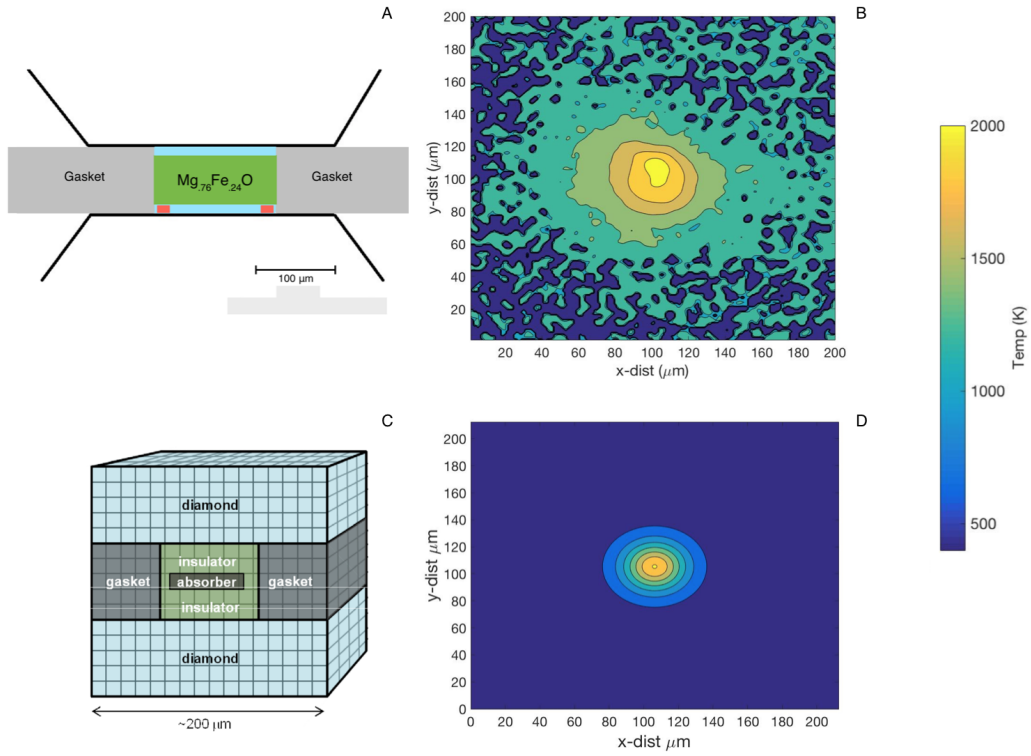 A
Gasket
Mg.76Fe.24O
Gasket
100 μm
B
200
180
160
140
120
100
80
60
40
20
y-dist (μm)
20 40 60 80 100 120 140 160 180 200
x-dist (μm)
2000
1000
500
Temp (K)
C
diamond
insulator
gasket absorber gasket
insulator
diamond
~200 μm
D
200
180
160
140
120
100
80
60
40
20
0
y-dist μm
0 20 40 60 80 100 120 140 160 180 200
x-dist μm